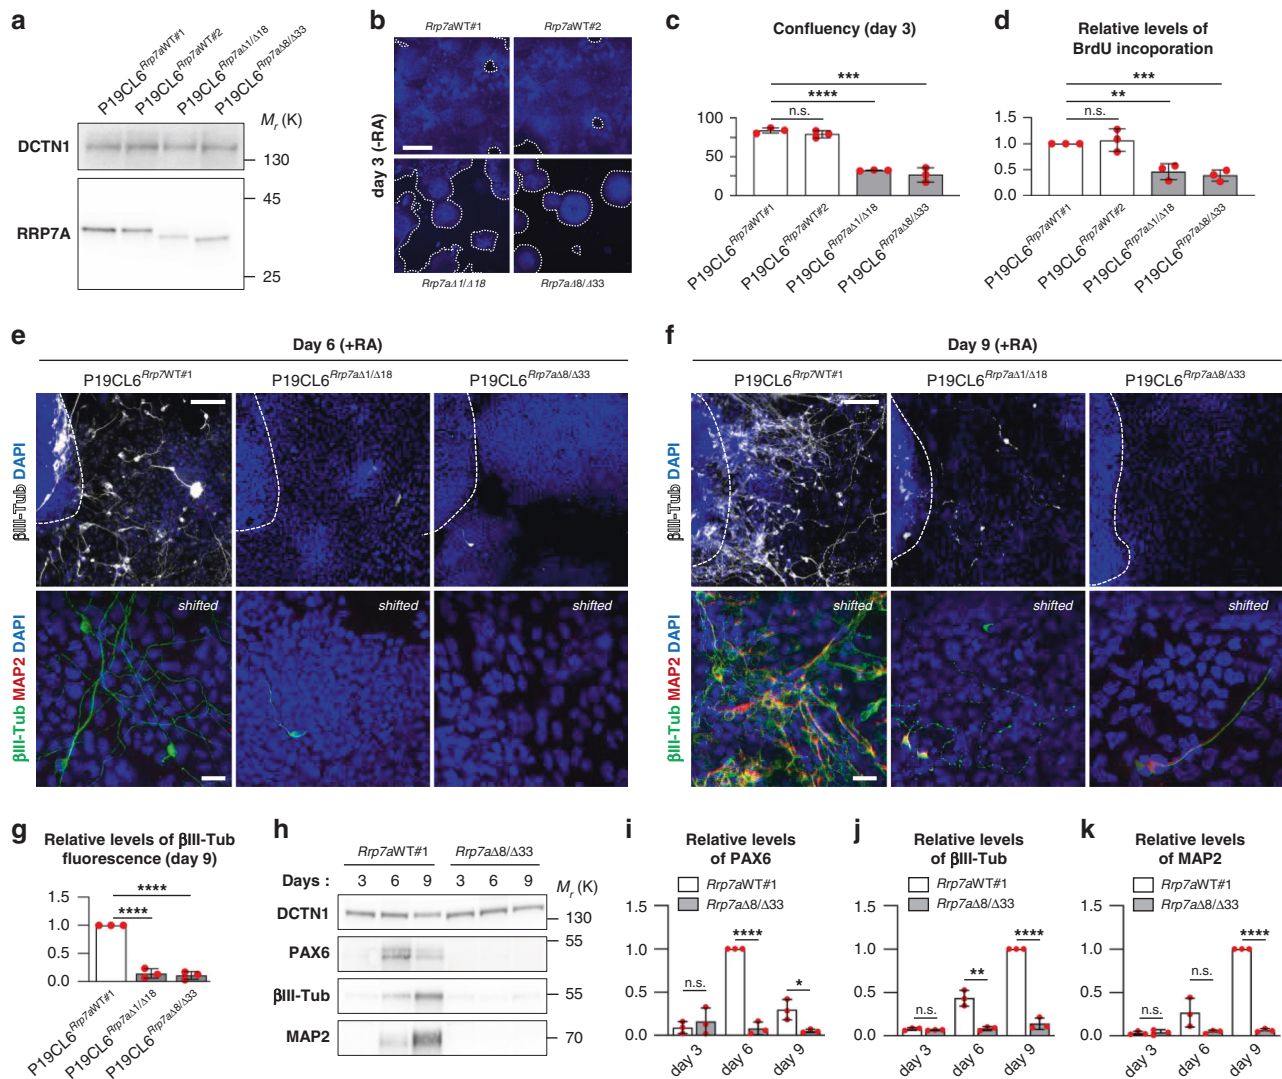 a
P19CL6Rrp7aWT#1
P19CL6Rrp7aWT#2
P19CL6Rrp7aΔ1/Δ18
P19CL6Rrp7aΔ8/Δ33
Mr (K)
DCTN1
130
45
RRP7A
25
b
Rrp7aWT#1 Rrp7aWT#2
day 3 (-RA)
Rrp7aΔ1/Δ18 Rrp7aΔ8/Δ33
c
Confluency (day 3)
***
****
n.s.
100
50
0
P19CL6Rrp7aWT#1
P19CL6Rrp7aWT#2
P19CL6Rrp7aΔ1/Δ18
P19CL6Rrp7aΔ8/Δ33
d
Relative levels of
BrdU incoporation
***
**
n.s.
1.5
1.0
0.5
0.0
P19CL6Rrp7aWT#1
P19CL6Rrp7aWT#2
P19CL6Rrp7aΔ1/Δ18
P19CL6Rrp7aΔ8/Δ33
e
Day 6 (+RA)
P19CL6Rrp7WT#1 P19CL6Rrp7aΔ1/Δ18 P19CL6Rrp7aΔ8/Δ33
βIII-Tub DAPI
βIII-Tub MAP2 DAPI
shifted shifted shifted
f
Day 9 (+RA)
P19CL6Rrp7WT#1 P19CL6Rrp7aΔ1/Δ18 P19CL6Rrp7aΔ8/Δ33
βIII-Tub DAPI
βIII-Tub MAP2 DAPI
shifted shifted shifted
g
Relative levels of βIII-Tub
fluorescence (day 9)
****
****
1.5
1.0
0.5
0.0
P19CL6Rrp7aWT#1
P19CL6Rrp7aΔ1/Δ18
P19CL6Rrp7aΔ8/Δ33
h
Rrp7aWT#1 Rrp7aΔ8/Δ33
Days : 3 6 9 3 6 9
Mr (K)
DCTN1
130
55
PAX6
βIII-Tub
55
MAP2
70
i
Relative levels
of PAX6
Rrp7aWT#1
Rrp7aΔ8/Δ33
1.5
1.0
0.5
0.0
n.s.
****
*
day 3 day 6 day 9
j
Relative levels
of βIII-Tub
Rrp7aWT#1
Rrp7aΔ8/Δ33
1.5
1.0
0.5
0.0
n.s.
**
****
day 3 day 6 day 9
k
Relative levels
of MAP2
Rrp7aWT#1
Rrp7aΔ8/Δ33
1.5
1.0
0.5
0.0
n.s.
n.s.
****
day 3 day 6 day 9